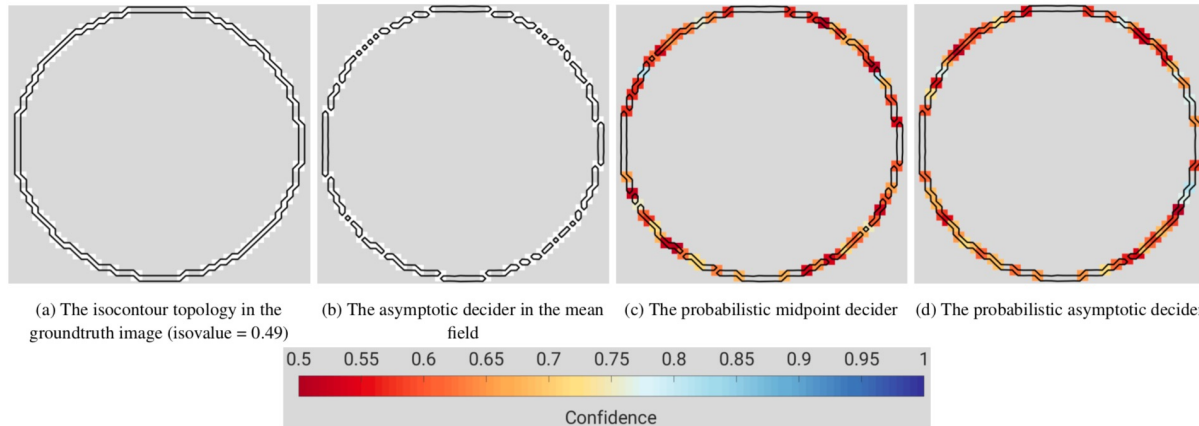 (a) The isocontour topology in the
groundtruth image (isovalue = 0.49)
(b) The asymptotic decider in the mean
field
(c) The probabilistic midpoint decider
(d) The probabilistic asymptotic decider
0.5 0.55 0.6 0.65 0.7 0.75 0.8 0.85 0.9 0.95 1
Confidence